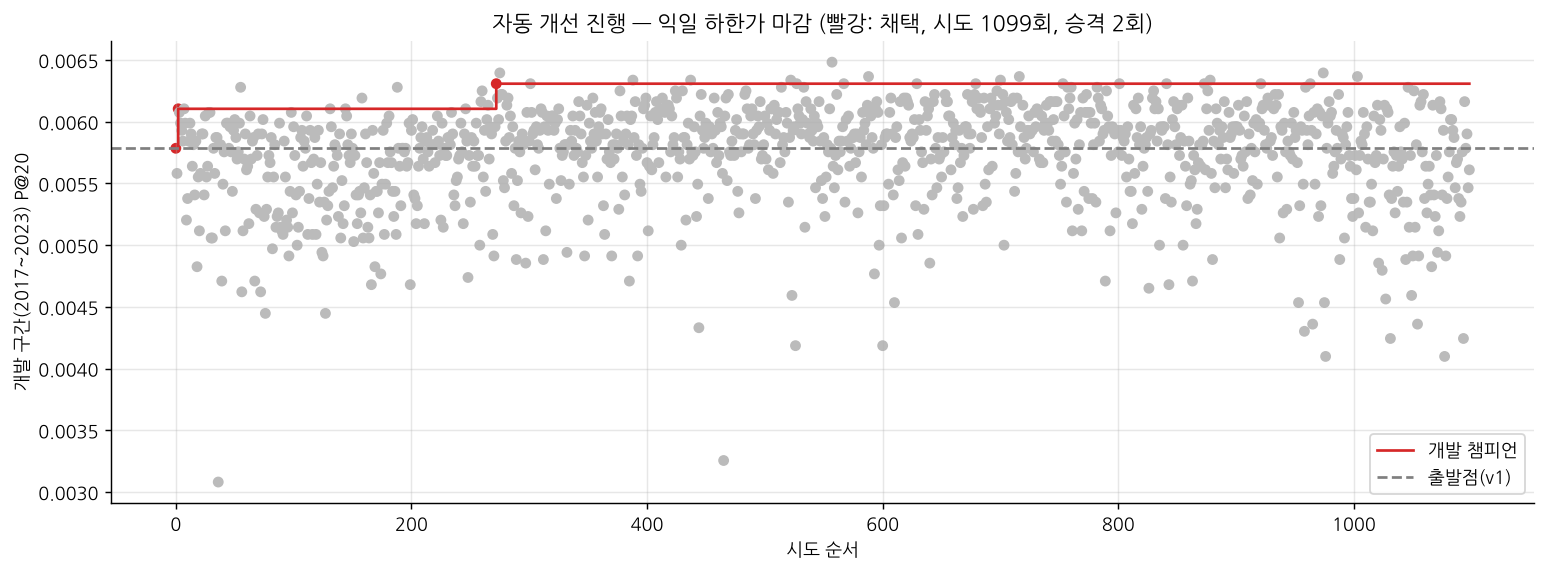 자동 개선 진행 — 익일 하한가 마감 (빨강: 채택, 시도 1099회, 승격 2회)
개발 구간(2017~2023) P@20
0.0065
0.0060
0.0055
0.0050
0.0045
0.0040
0.0035
0.0030
개발 챔피언
출발점(v1)
0 200 400 600 800 1000
시도 순서